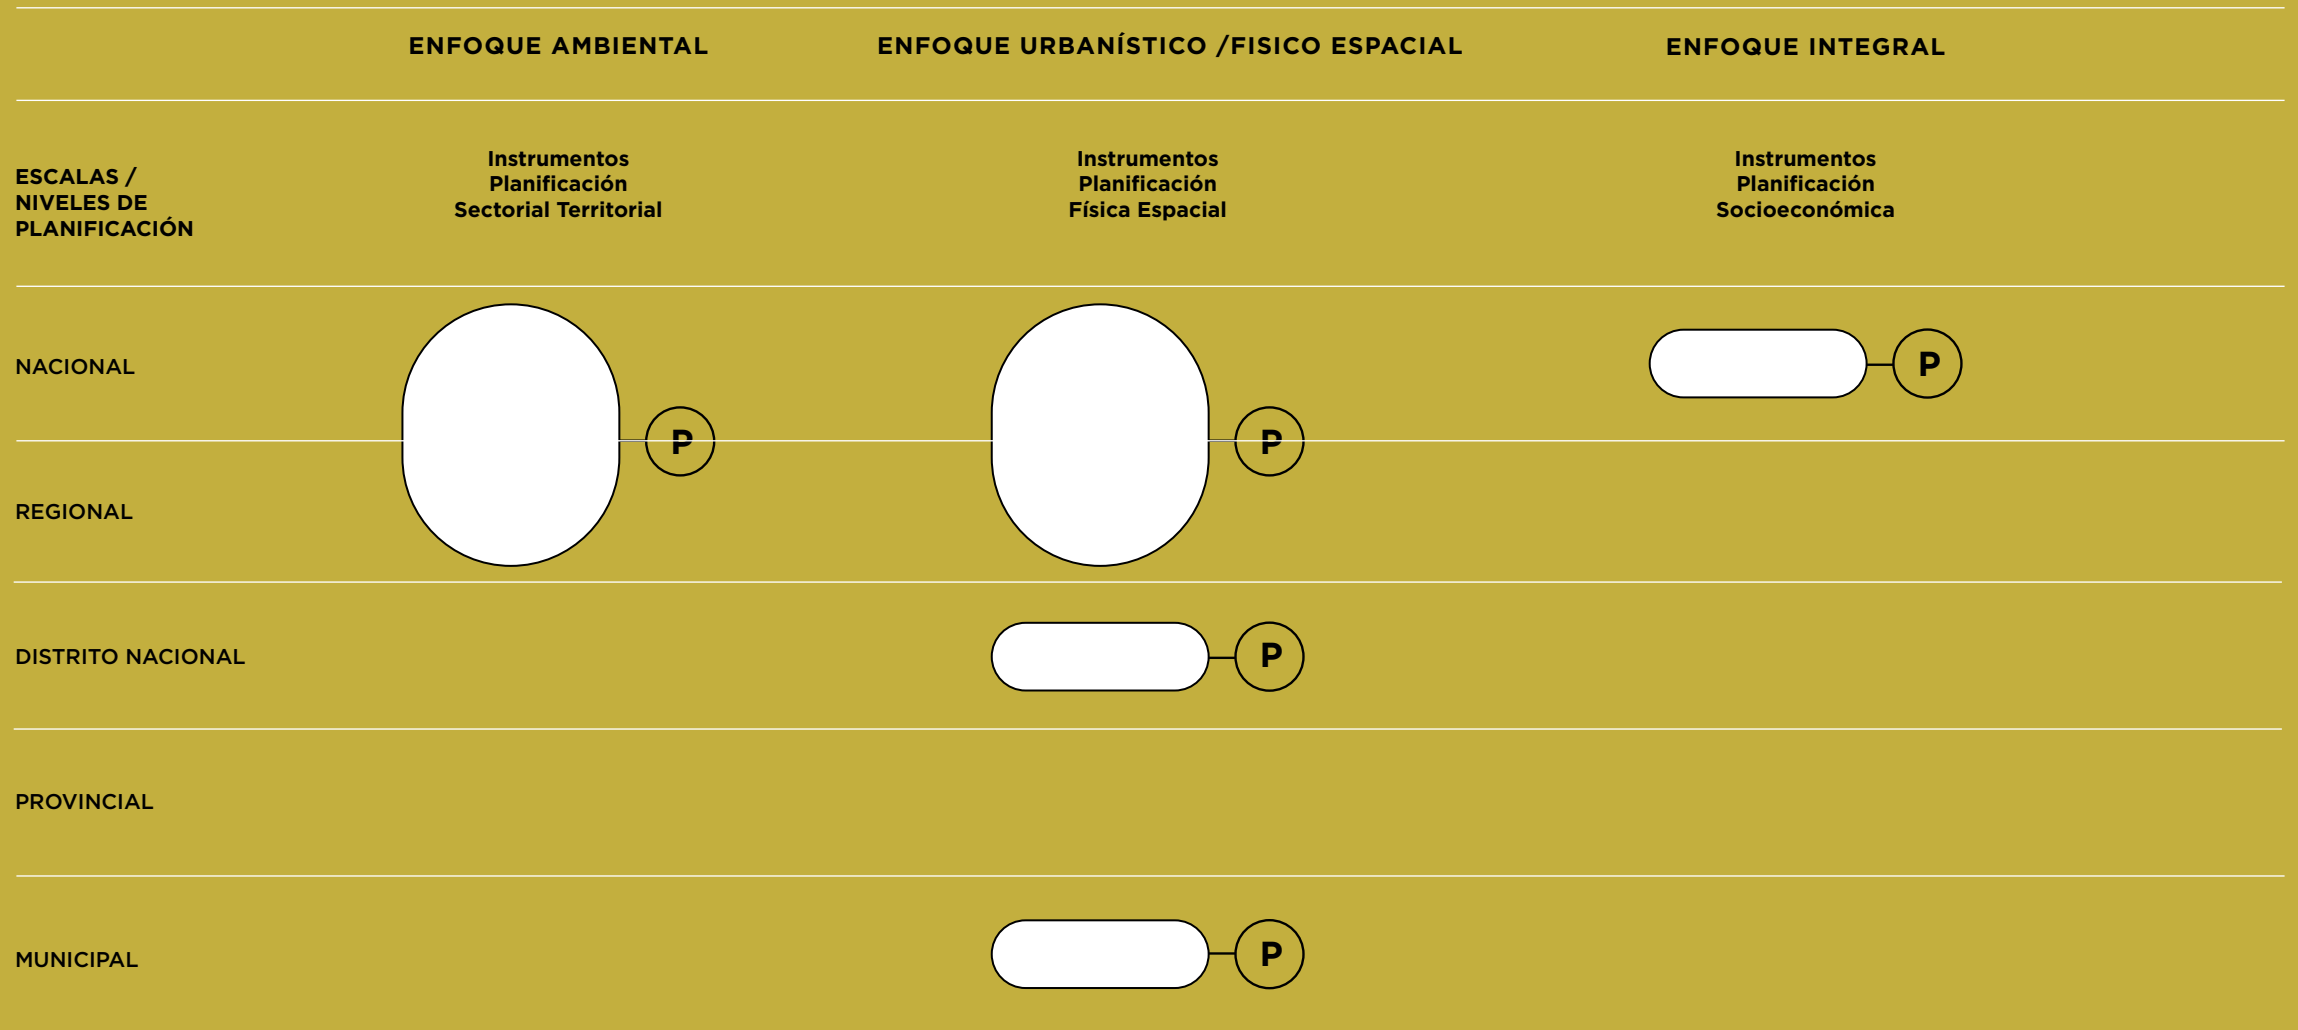 ENFOQUE AMBIENTAL
ENFOQUE URBANÍSTICO /FISICO ESPACIAL
ENFOQUE INTEGRAL
ESCALAS /
NIVELES DE
PLANIFICACIÓN
Instrumentos
Planificación
Sectorial Territorial
Instrumentos
Planificación
Física Espacial
Instrumentos
Planificación
Socioeconómica
NACIONAL
P
P
P
REGIONAL
DISTRITO NACIONAL
P
PROVINCIAL
MUNICIPAL
P